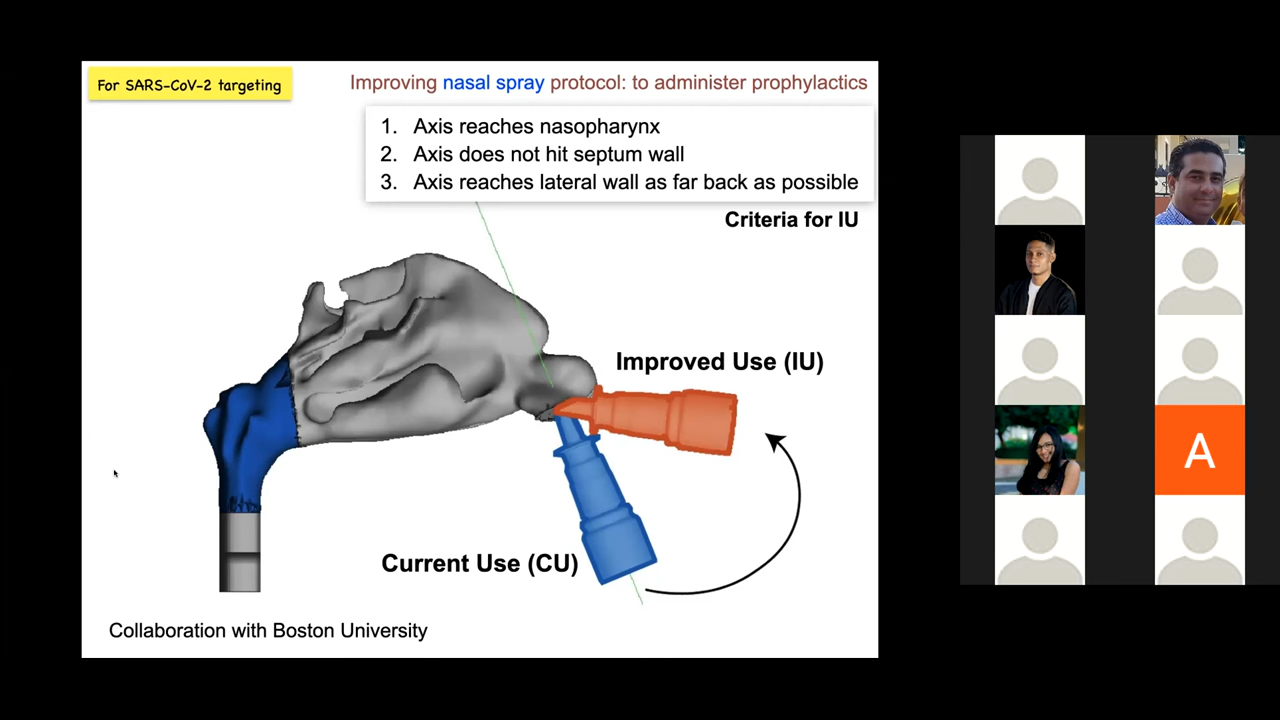 For SARS-CoV-2 targeting
Improving nasal spray protocol: to administer prophylactics
1. Axis reaches nasopharynx
2. Axis does not hit septum wall
3. Axis reaches lateral wall as far back as possible
Criteria for IU
Improved Use (IU)
A
Current Use (CU)
Collaboration with Boston University